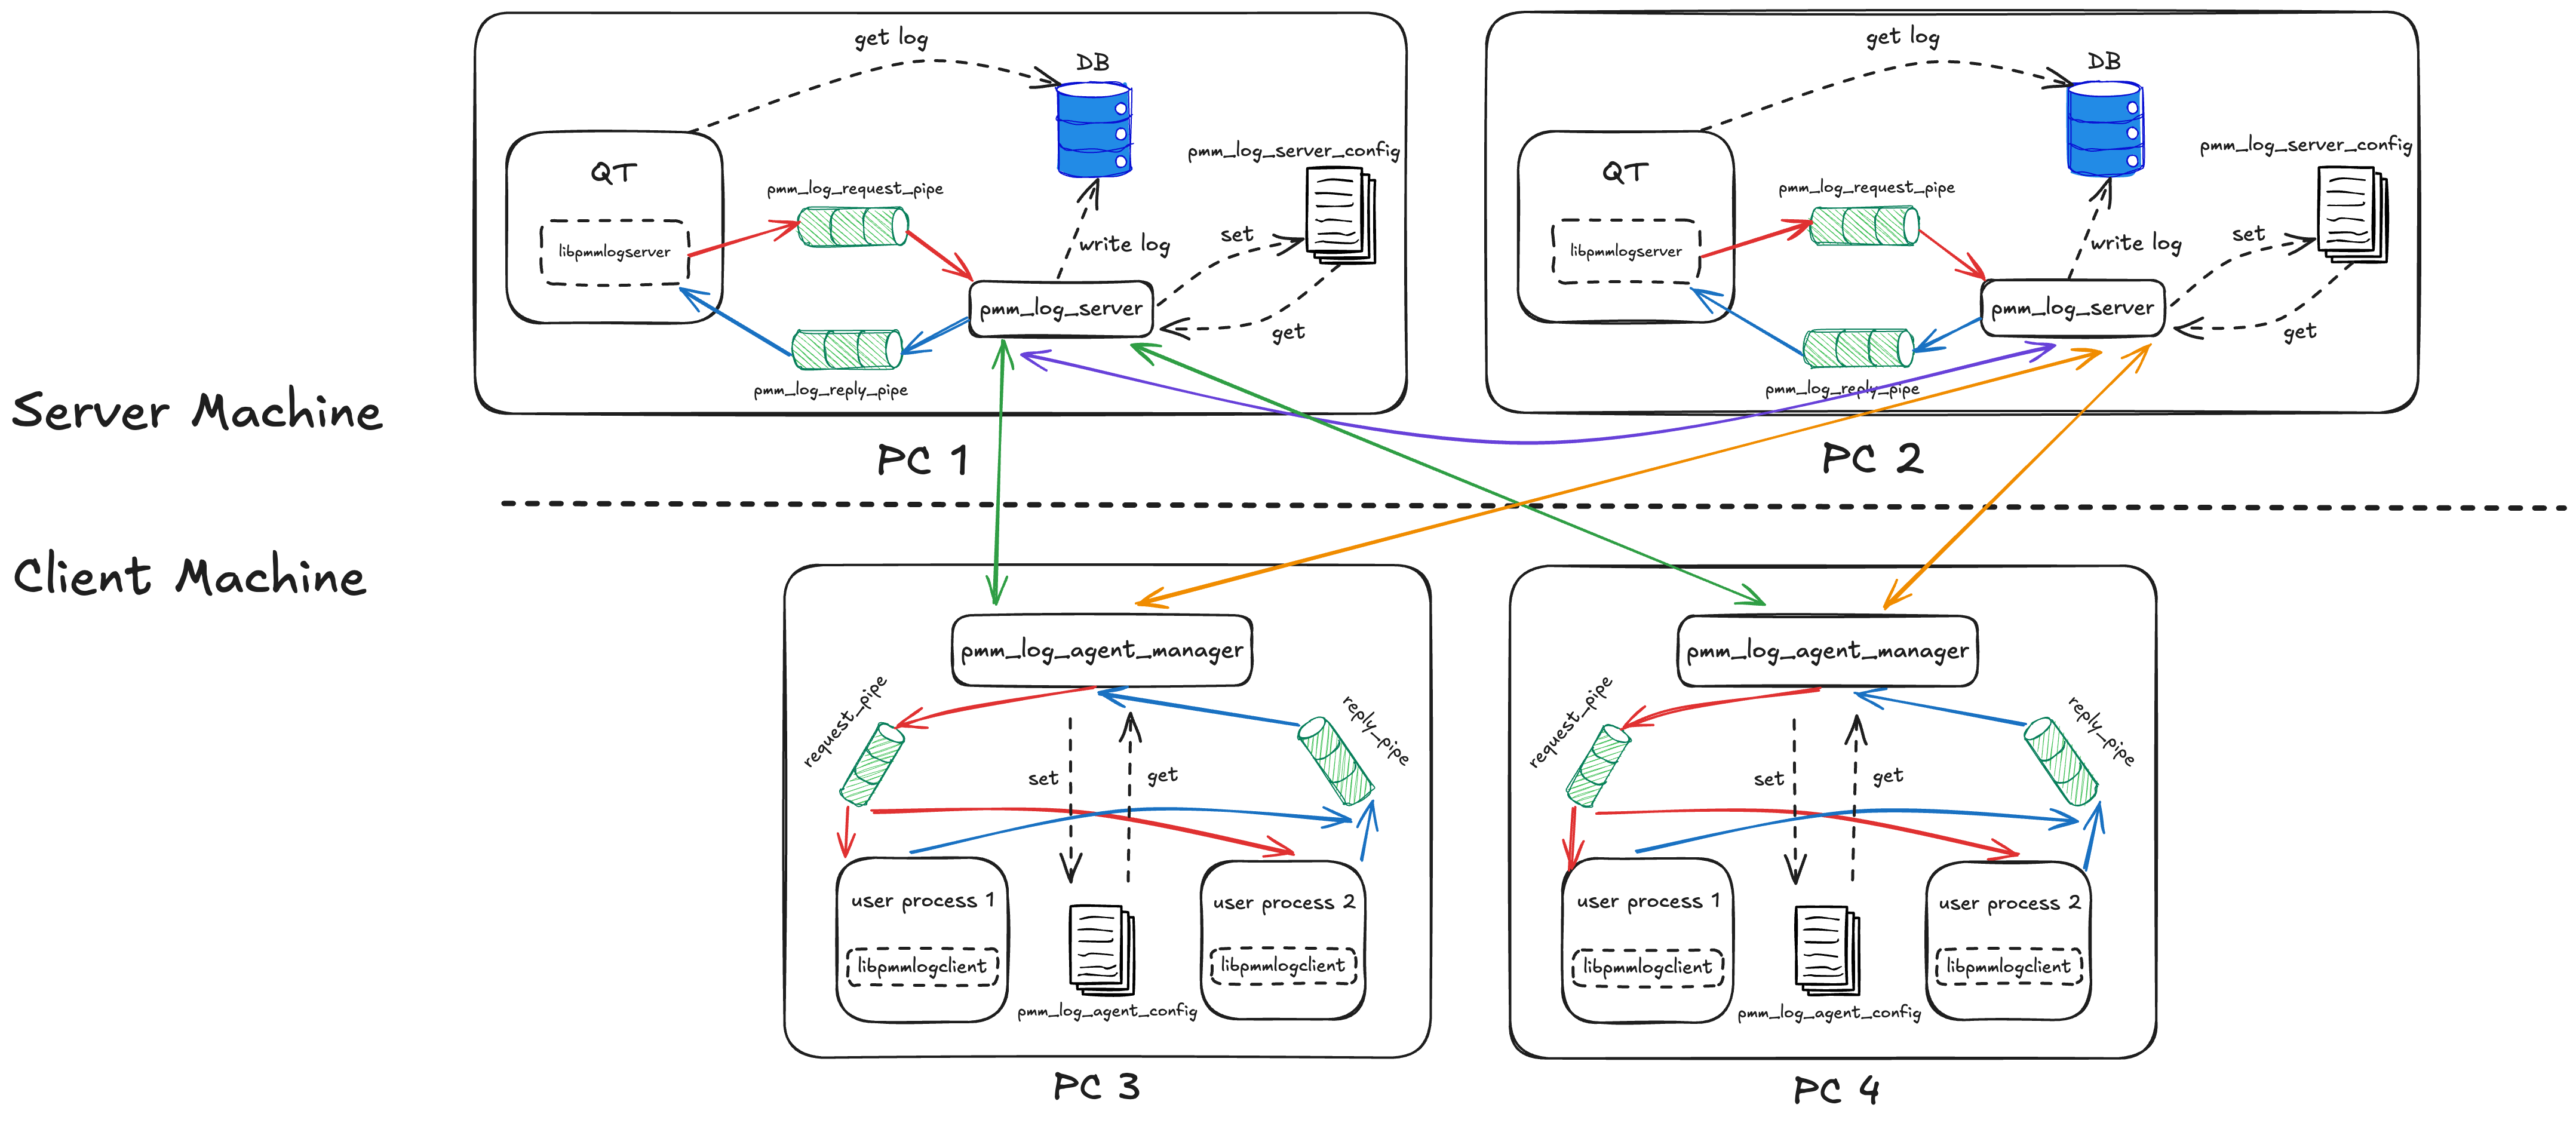 get log
DB
QT
pmm_log_server_config
pmm_log_request_pipe
libpmmlogserver
set
write log
pmm_log_server
get
pmm_log_reply_pipe
PC 1
get log
DB
QT
pmm_log_server_config
pmm_log_request_pipe
libpmmlogserver
set
write log
pmm_log_server
get
pmm_log_reply_pipe
PC 2
Server Machine
Client Machine
pmm_log_agent_manager
request_pipe
reply_pipe
set
get
user process 1
user process 2
libpmmlogclient
libpmmlogclient
pmm_log_agent_config
PC 3
pmm_log_agent_manager
request_pipe
reply_pipe
set
get
user process 1
user process 2
libpmmlogclient
libpmmlogclient
pmm_log_agent_config
PC 4